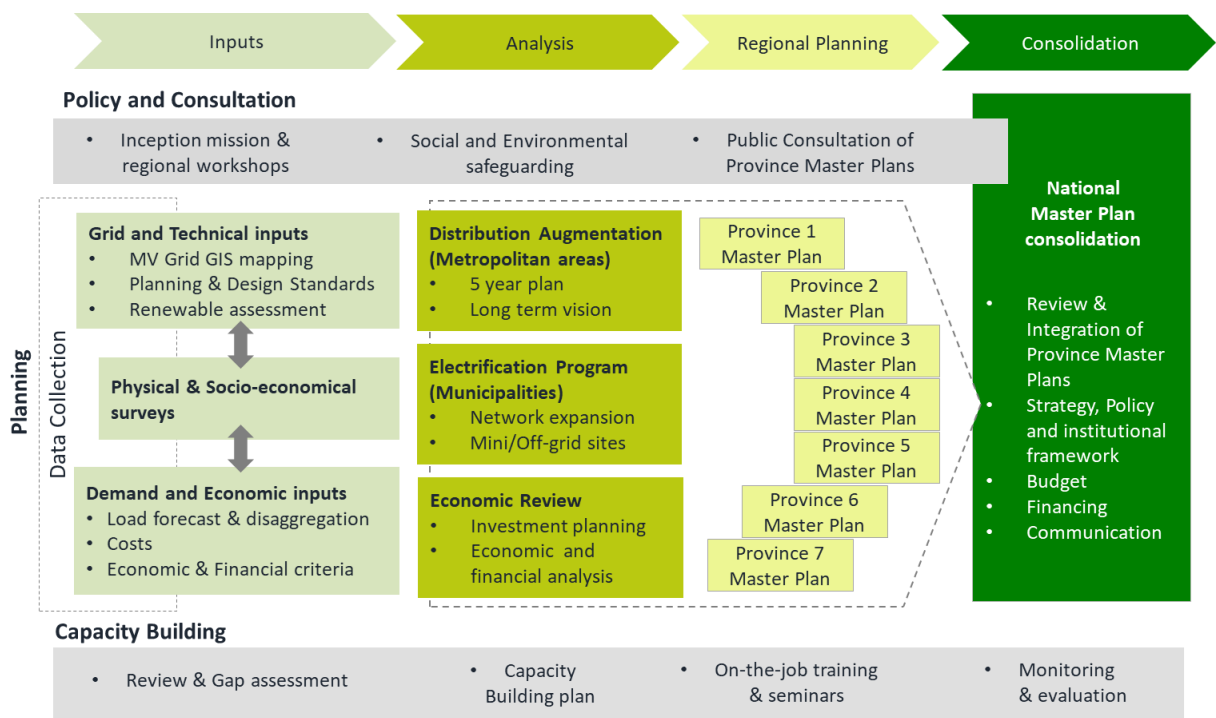 Inputs
Analysis
Regional Planning
Consolidation
Policy and Consultation
• Inception mission &
regional workshops
• Social and Environmental
safeguarding
• Public Consultation of
Province Master Plans
Planning
Data Collection
Grid and Technical inputs
• MV Grid GIS mapping
• Planning & Design Standards
• Renewable assessment
Physical & Socio-economical
surveys
Demand and Economic inputs
• Load forecast & disaggregation
• Costs
• Economic & Financial criteria
Distribution Augmentation
(Metropolitan areas)
• 5 year plan
• Long term vision
Electrification Program
(Municipalities)
• Network expansion
• Mini/Off-grid sites
Economic Review
• Investment planning
• Economic and
financial analysis
Province 1
Master Plan
Province 2
Master Plan
Province 3
Master Plan
Province 4
Master Plan
Province 5
Master Plan
Province 6
Master Plan
Province 7
Master Plan
National
Master Plan
consolidation
• Review &
Integration of
Province Master
Plans
• Strategy, Policy
and institutional
framework
• Budget
• Financing
• Communication
Capacity Building
• Review & Gap assessment
• Capacity
Building plan
• On-the-job training
& seminars
• Monitoring
& evaluation